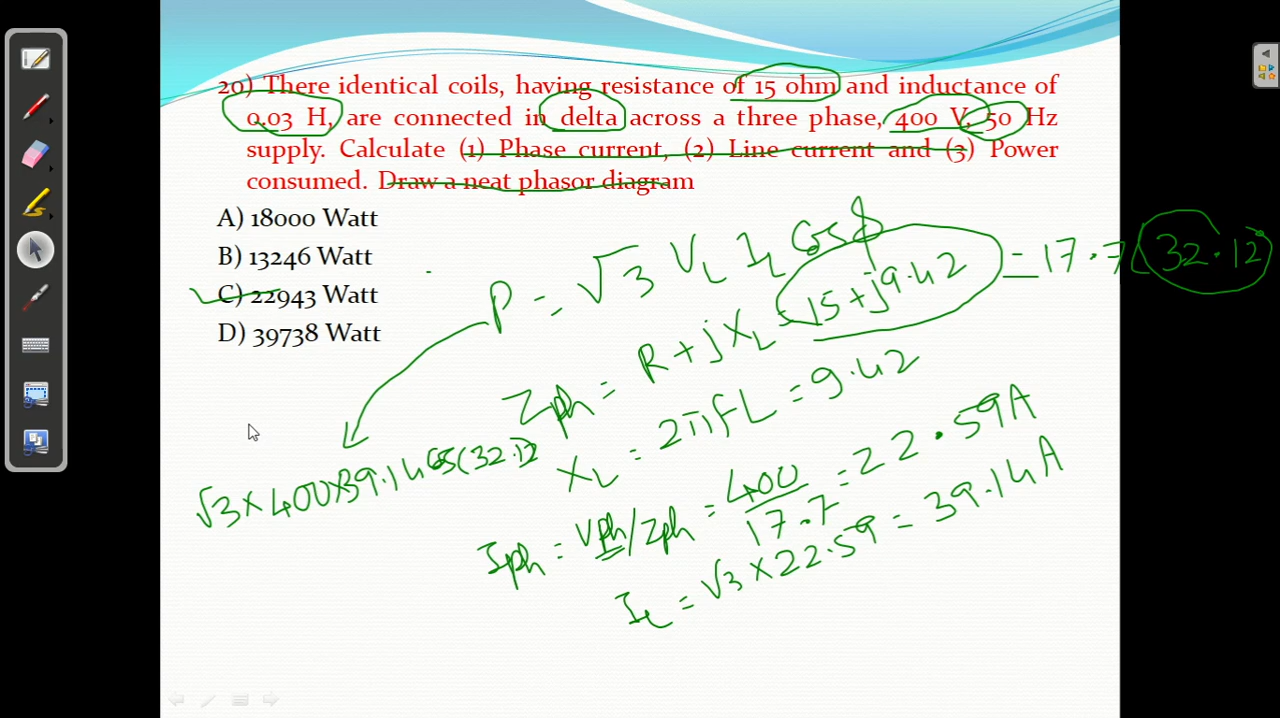 20) There identical coils, having resistance of 15 ohm and inductance of
0.03 H, are connected in delta across a three phase, 400 V, 50 Hz
supply. Calculate (1) Phase current, (2) Line current and (3) Power
consumed. Draw a neat phasor diagram
A) 18000 Watt
B) 13246 Watt
C) 22943 Watt
D) 39738 Watt
P = √3 VL IL Cosϕ
Zph = R + jXL = 15 + j9.42 = 17.7 (32.12°
XL = 2πfL = 9.42
√3 × 400 × 39.14 Cos(32.12
Iph = Vph/Zph = 400/17.7 = 22.59A
IL = √3 × 22.59 = 39.14A